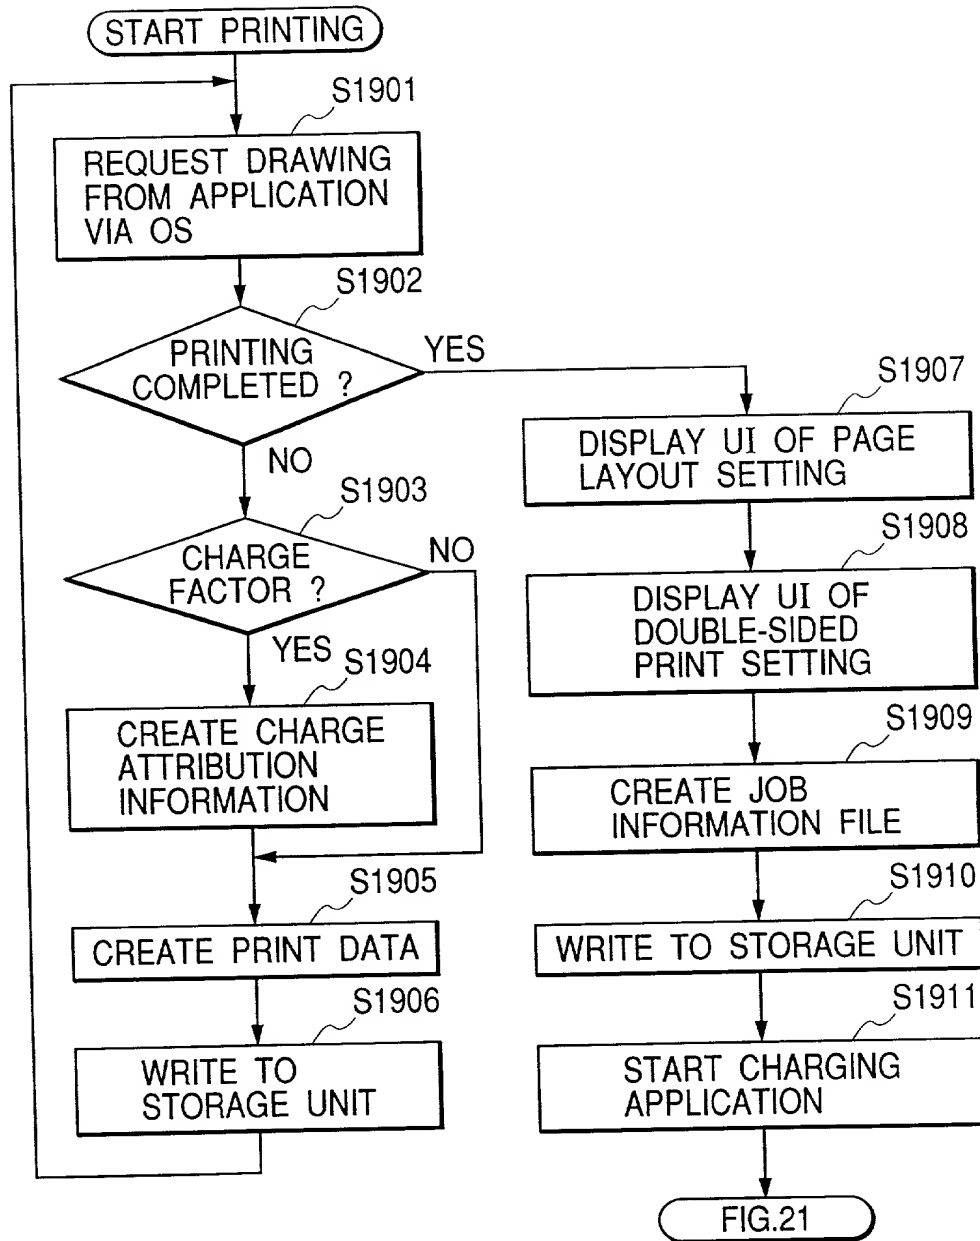 START PRINTING
S1901
REQUEST DRAWING
FROM APPLICATION
VIA OS
S1902
PRINTING
COMPLETED ?
YES
NO
S1903
CHARGE
FACTOR ?
NO
YES
S1904
CREATE CHARGE
ATTRIBUTION
INFORMATION
S1905
CREATE PRINT DATA
S1906
WRITE TO
STORAGE UNIT
S1907
DISPLAY UI OF PAGE
LAYOUT SETTING
S1908
DISPLAY UI OF
DOUBLE-SIDED
PRINT SETTING
S1909
CREATE JOB
INFORMATION FILE
S1910
WRITE TO STORAGE UNIT
S1911
START CHARGING
APPLICATION
FIG.21